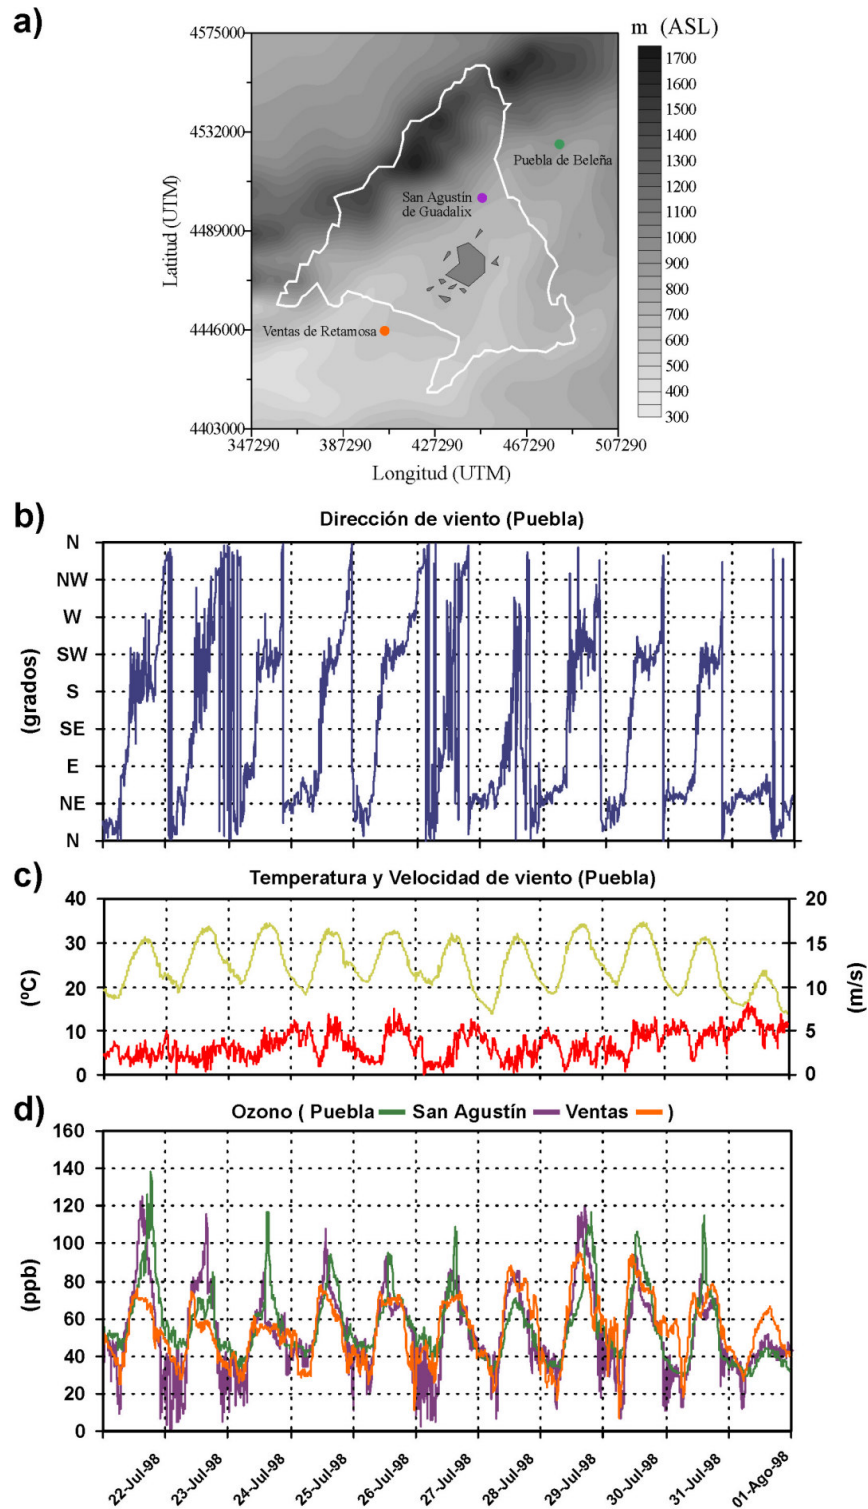 a)
m (ASL)
4575000
4532000
4489000
4446000
4403000
Latitud (UTM)
Puebla de Beleña
San Agustín
de Guadalix
Ventas de Retamosa
347290 387290 427290 467290 507290
Longitud (UTM)
1700
1600
1500
1400
1300
1200
1100
1000
900
800
700
600
500
400
300
b)
Dirección de viento (Puebla)
(grados)
N
NW
W
SW
S
SE
E
NE
N
c)
Temperatura y Velocidad de viento (Puebla)
(ºC)
40
30
20
10
0
20
15
10
5
0
(m/s)
d)
Ozono ( Puebla San Agustín Ventas )
(ppb)
160
140
120
100
80
60
40
20
0
22-Jul-98 23-Jul-98 24-Jul-98 25-Jul-98 26-Jul-98 27-Jul-98 28-Jul-98 29-Jul-98 30-Jul-98 31-Jul-98 01-Ago-98